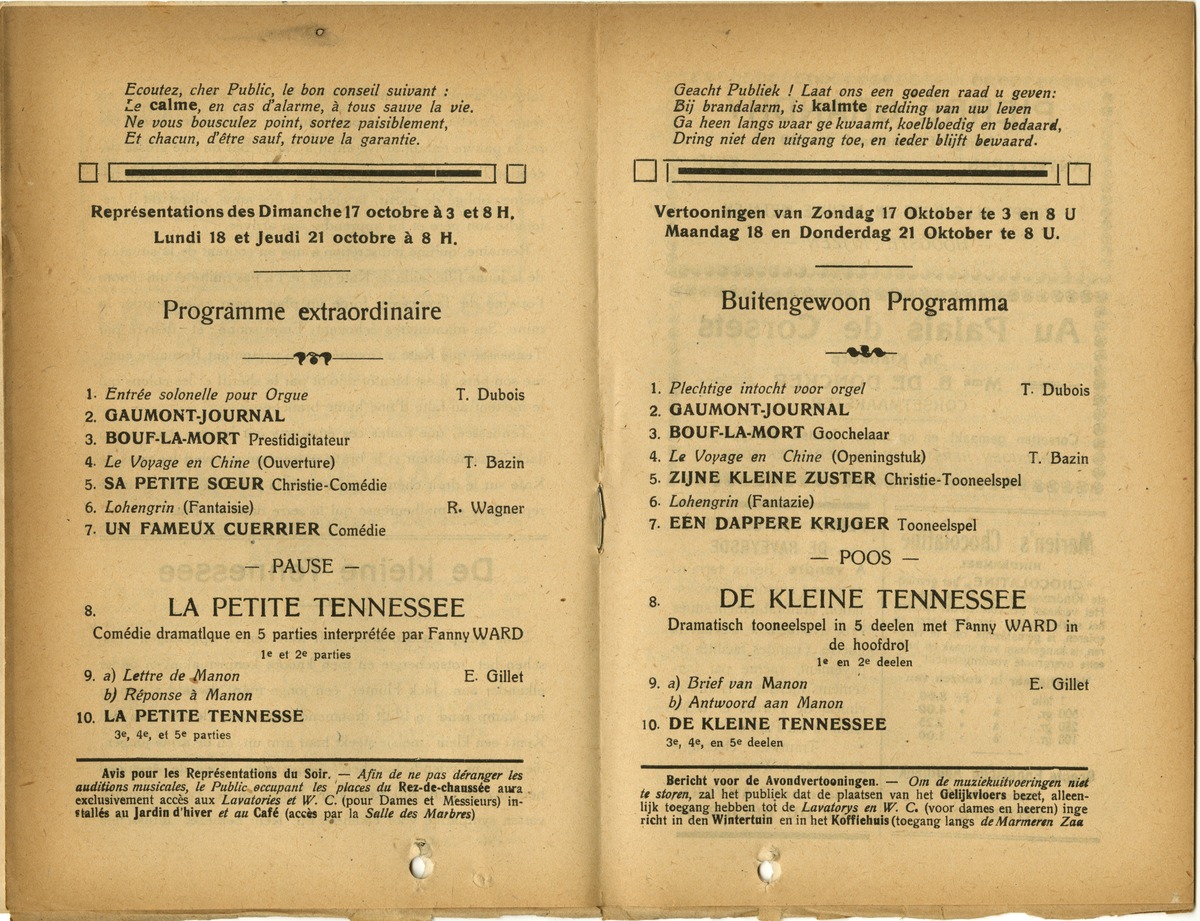 Ecoutez, cher Public, le bon conseil suivant :
Le calme, en cas d'alarme, à tous sauve la vie.
Ne vous bousculez point, sortez paisiblement,
Et chacun, d'être sauf, trouve la garantie.
Représentations des Dimanche 17 octobre à 3 et 8 H.
Lundi 18 et Jeudi 21 octobre à 8 H.
Programme extraordinaire
1. Entrée solonelle pour Orgue T. Dubois
2. GAUMONT-JOURNAL
3. BOUF-LA-MORT Prestidigitateur
4. Le Voyage en Chine (Ouverture) T. Bazin
5. SA PETITE SŒUR Christie-Comédie
6. Lohengrin (Fantaisie) R. Wagner
7. UN FAMEUX CUERRIER Comédie
— PAUSE —
8. LA PETITE TENNESSEE
Comédie dramatique en 5 parties interprétée par Fanny WARD
1e et 2e parties
9. a) Lettre de Manon E. Gillet
b) Réponse à Manon
10. LA PETITE TENNESSE
3e, 4e, et 5e parties
Avis pour les Représentations du Soir. — Afin de ne pas déranger les
auditions musicales, le Public occupant les places du Rez-de-chaussée aura
exclusivement accès aux Lavatories et W. C. (pour Dames et Messieurs) in-
stallés au Jardin d'hiver et au Café (accès par la Salle des Marbres)
Geacht Publiek ! Laat ons een goeden raad u geven:
Bij brandalarm, is kalmte redding van uw leven
Ga heen langs waar ge kwaamt, koelbloedig en bedaard,
Dring niet den uitgang toe, en ieder blijft bewaard.
Vertooningen van Zondag 17 Oktober te 3 en 8 U
Maandag 18 en Donderdag 21 Oktober te 8 U.
Buitengewoon Programma
1. Plechtige intocht voor orgel T. Dubois
2. GAUMONT-JOURNAL
3. BOUF-LA-MORT Goochelaar
4. Le Voyage en Chine (Openingstuk) T. Bazin
5. ZIJNE KLEINE ZUSTER Christie-Tooneelspel
6. Lohengrin (Fantazie)
7. EEN DAPPERE KRIJGER Tooneelspel
— POOS —
8. DE KLEINE TENNESSEE
Dramatisch tooneelspel in 5 deelen met Fanny WARD in
de hoofdrol
1e en 2e deelen
9. a) Brief van Manon E. Gillet
b) Antwoord aan Manon
10. DE KLEINE TENNESSEE
3e, 4e, en 5e deelen
Bericht voor de Avondvertooningen. — Om de muziekuitvoeringen niet
te storen, zal het publiek dat de plaatsen van het Gelijkvloers bezet, alleen-
lijk toegang hebben tot de Lavatorys en W. C. (voor dames en heeren) inge
richt in den Wintertuin en in het Koffiehuis (toegang langs de Marmeren Zaa